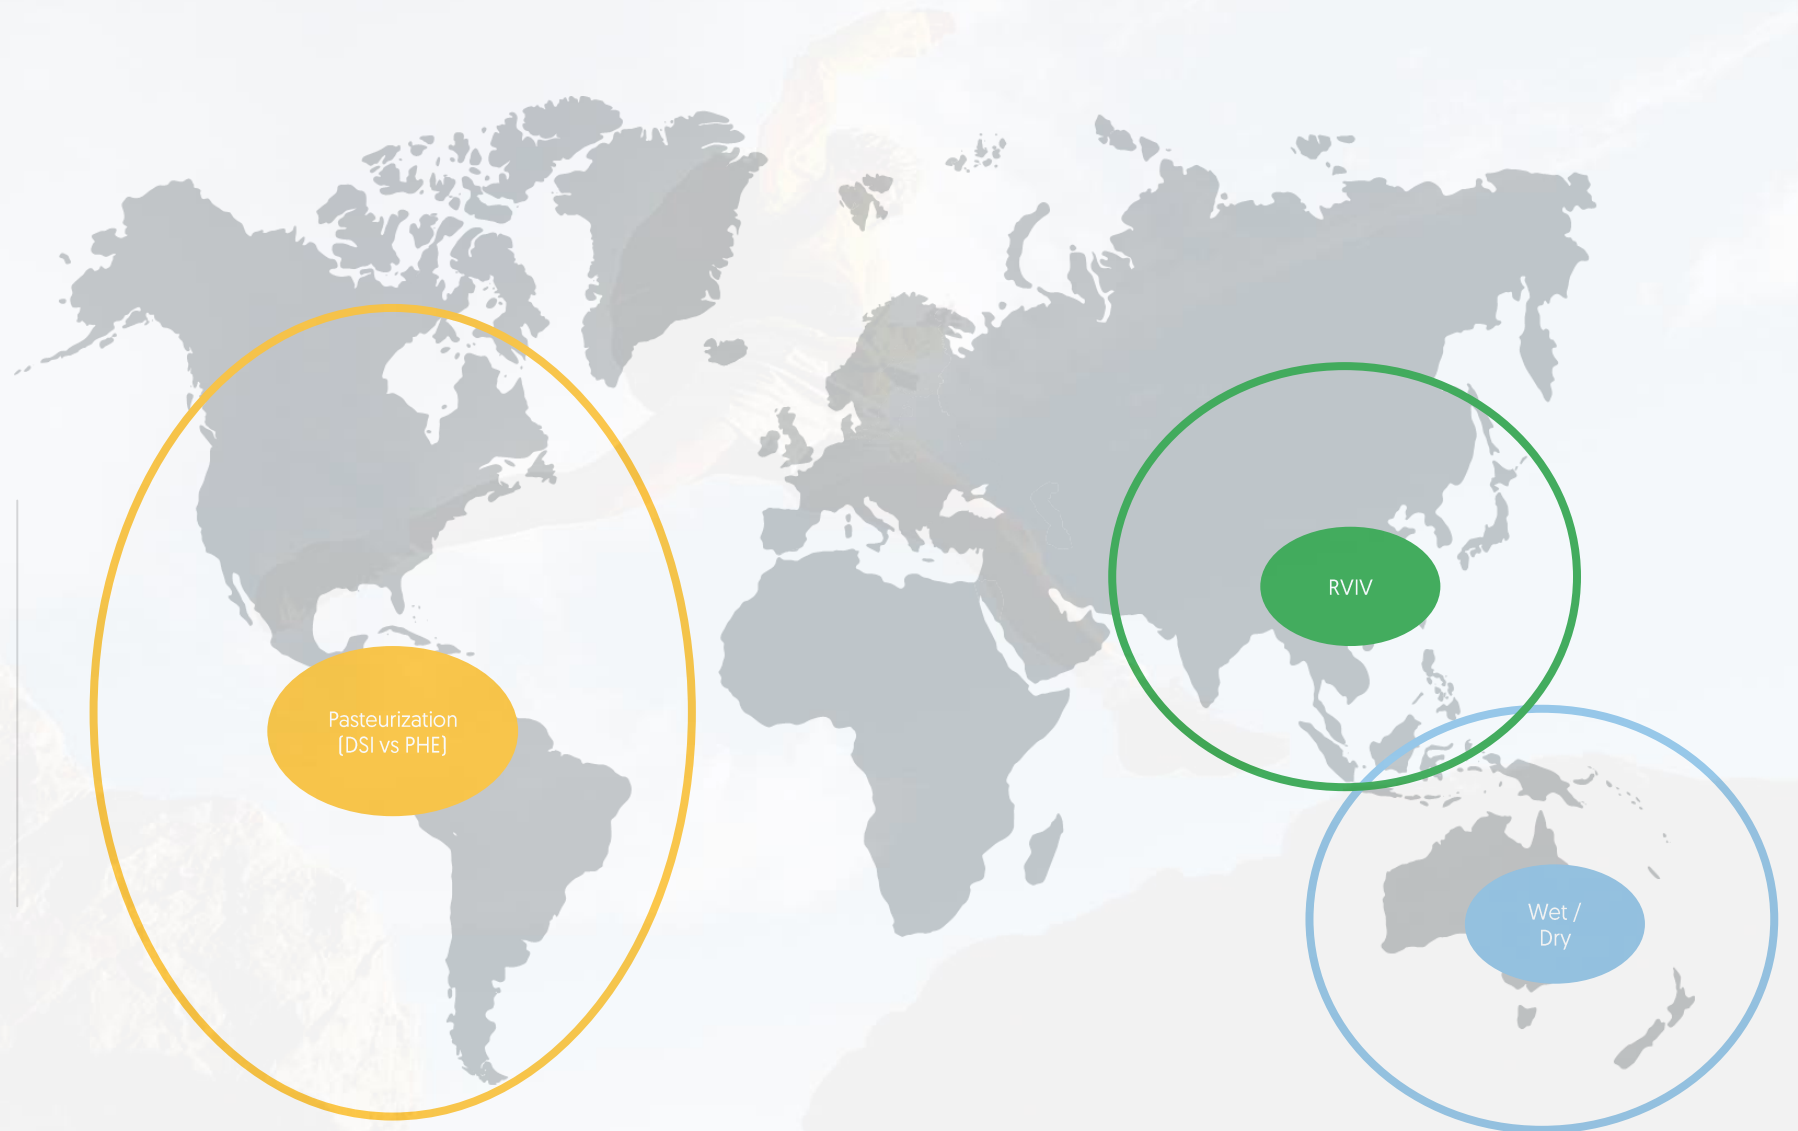 Pasteurization
(DSI vs PHE)
RVIV
Wet /
Dry